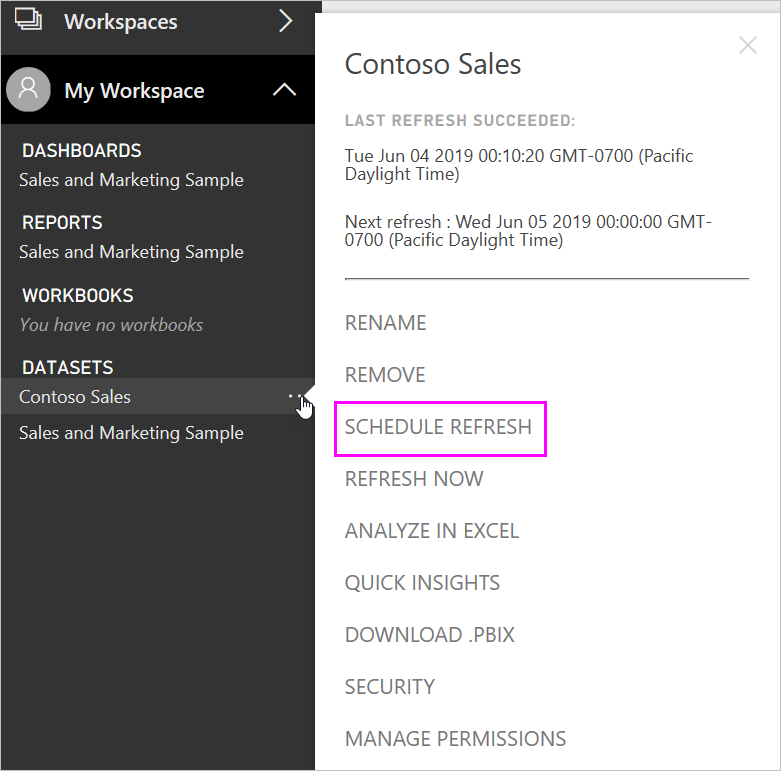 Workspaces
My Workspace
DASHBOARDS
Sales and Marketing Sample
REPORTS
Sales and Marketing Sample
WORKBOOKS
You have no workbooks
DATASETS
Contoso Sales
Sales and Marketing Sample
Contoso Sales
LAST REFRESH SUCCEEDED:
Tue Jun 04 2019 00:10:20 GMT-0700 (Pacific
Daylight Time)
Next refresh : Wed Jun 05 2019 00:00:00 GMT-
0700 (Pacific Daylight Time)
RENAME
REMOVE
SCHEDULE REFRESH
REFRESH NOW
ANALYZE IN EXCEL
QUICK INSIGHTS
DOWNLOAD .PBIX
SECURITY
MANAGE PERMISSIONS